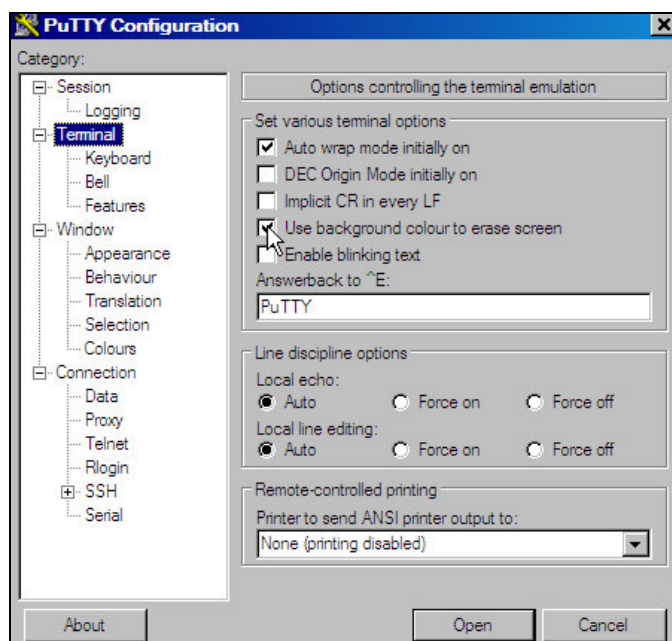 PuTTY Configuration
Category:
Session
Logging
Terminal
Keyboard
Bell
Features
Window
Appearance
Behaviour
Translation
Selection
Colours
Connection
Data
Proxy
Telnet
Rlogin
SSH
Serial
Options controlling the terminal emulation
Set various terminal options
Auto wrap mode initially on
DEC Origin Mode initially on
Implicit CR in every LF
Use background colour to erase screen
Enable blinking text
Answerback to ^E:
PuTTY
Line discipline options
Local echo:
Auto Force on Force off
Local line editing:
Auto Force on Force off
Remote-controlled printing
Printer to send ANSI printer output to:
None (printing disabled)
About Open Cancel